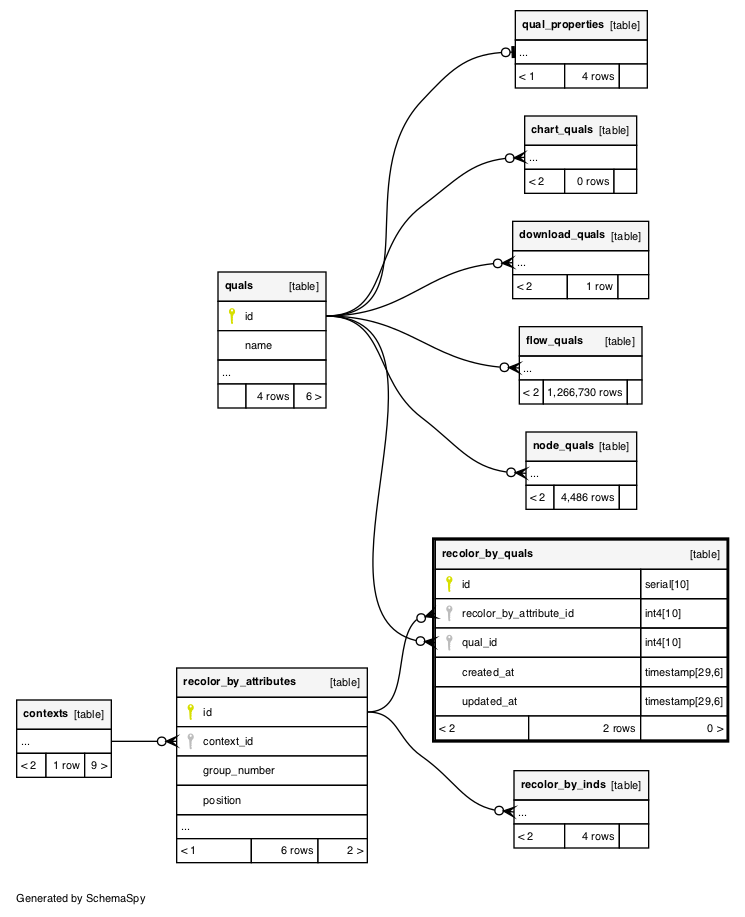 qual_properties [table]
...
< 1 4 rows
chart_quals [table]
...
< 2 0 rows
download_quals [table]
...
< 2 1 row
quals [table]
id
name
...
4 rows 6 >
flow_quals [table]
...
< 2 1,266,730 rows
node_quals [table]
...
< 2 4,486 rows
recolor_by_quals [table]
id serial[10]
recolor_by_attribute_id int4[10]
qual_id int4[10]
created_at timestamp[29,6]
updated_at timestamp[29,6]
< 2 2 rows 0 >
recolor_by_attributes [table]
id
context_id
group_number
position
...
< 1 6 rows 2 >
contexts [table]
...
< 2 1 row 9 >
recolor_by_inds [table]
...
< 2 4 rows
Generated by SchemaSpy